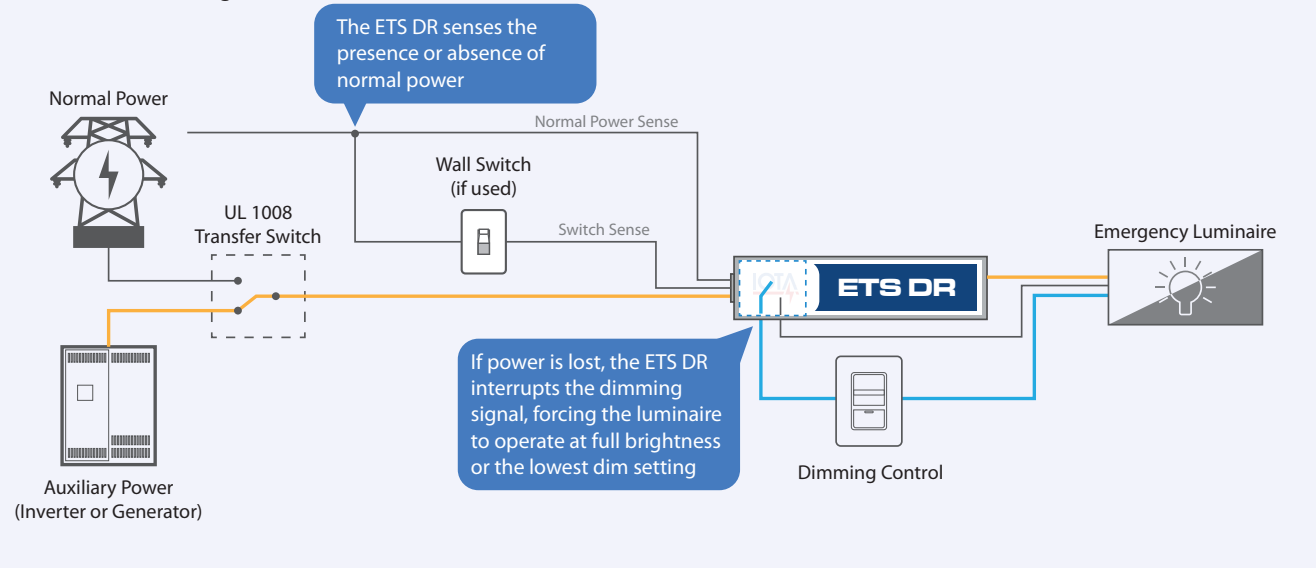 The ETS DR senses the
presence or absence of
normal power
Normal Power
Normal Power Sense
Wall Switch
(if used)
UL 1008
Transfer Switch
Switch Sense
Emergency Luminaire
IOTA
ETS DR
If power is lost, the ETS DR
interrupts the dimming
signal, forcing the luminaire
to operate at full brightness
or the lowest dim setting
Dimming Control
Auxiliary Power
(Inverter or Generator)